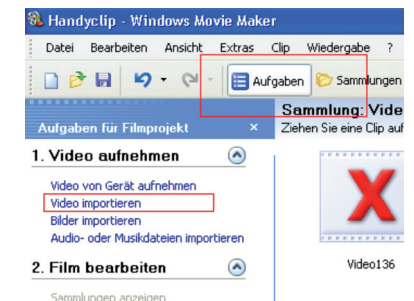 Handyclip - Windows Movie Maker
Datei Bearbeiten Ansicht Extras Clip Wiedergabe ?
Aufgaben Sammlungen
Aufgaben für Filmprojekt ×
Sammlung: Vide
Ziehen Sie eine Clip auf
1. Video aufnehmen
Video von Gerät aufnehmen
Video importieren
Bilder importieren
Audio- oder Musikdateien importieren
Video136
2. Film bearbeiten
Sammlungen anzeigen